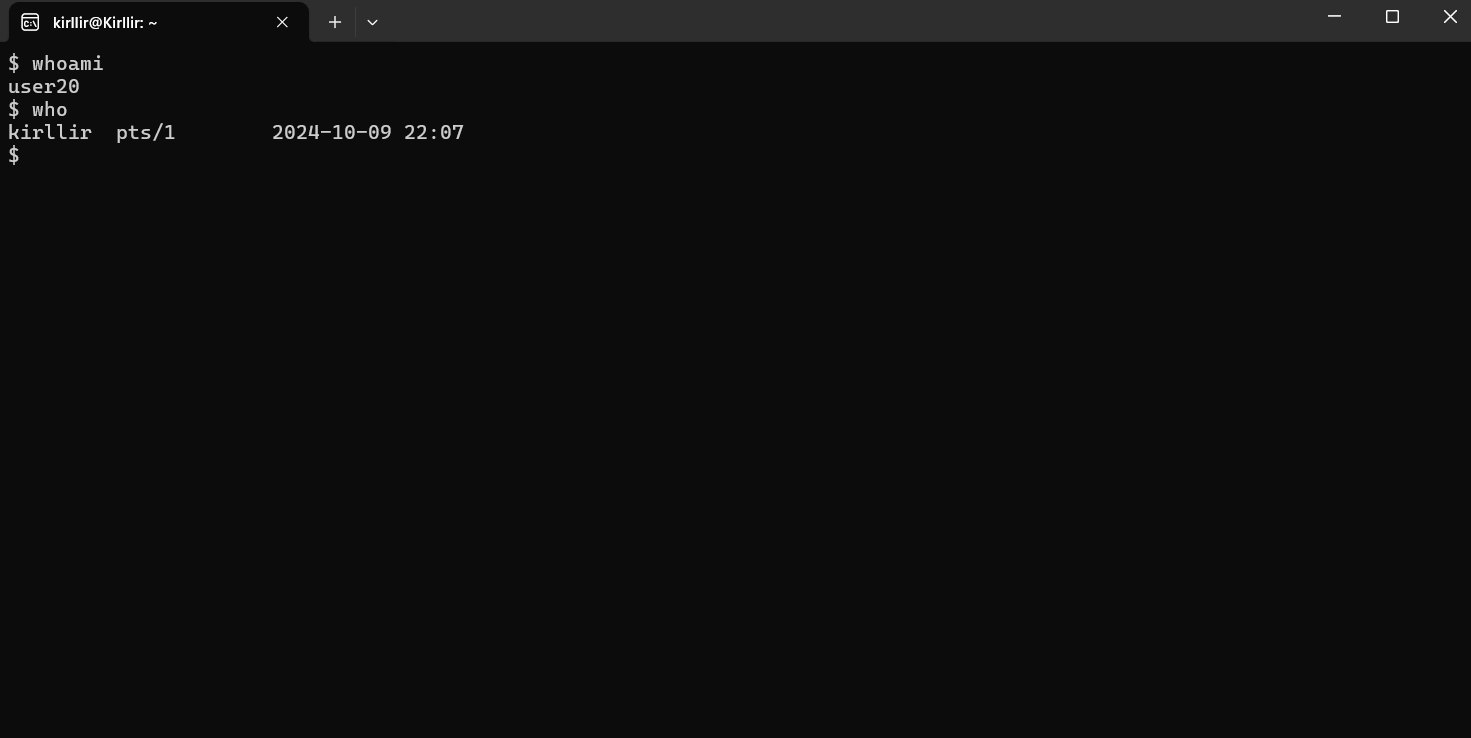 kirllir@Kirllir: ~
$ whoami
user20
$ who
kirllir  pts/1        2024-10-09 22:07
$